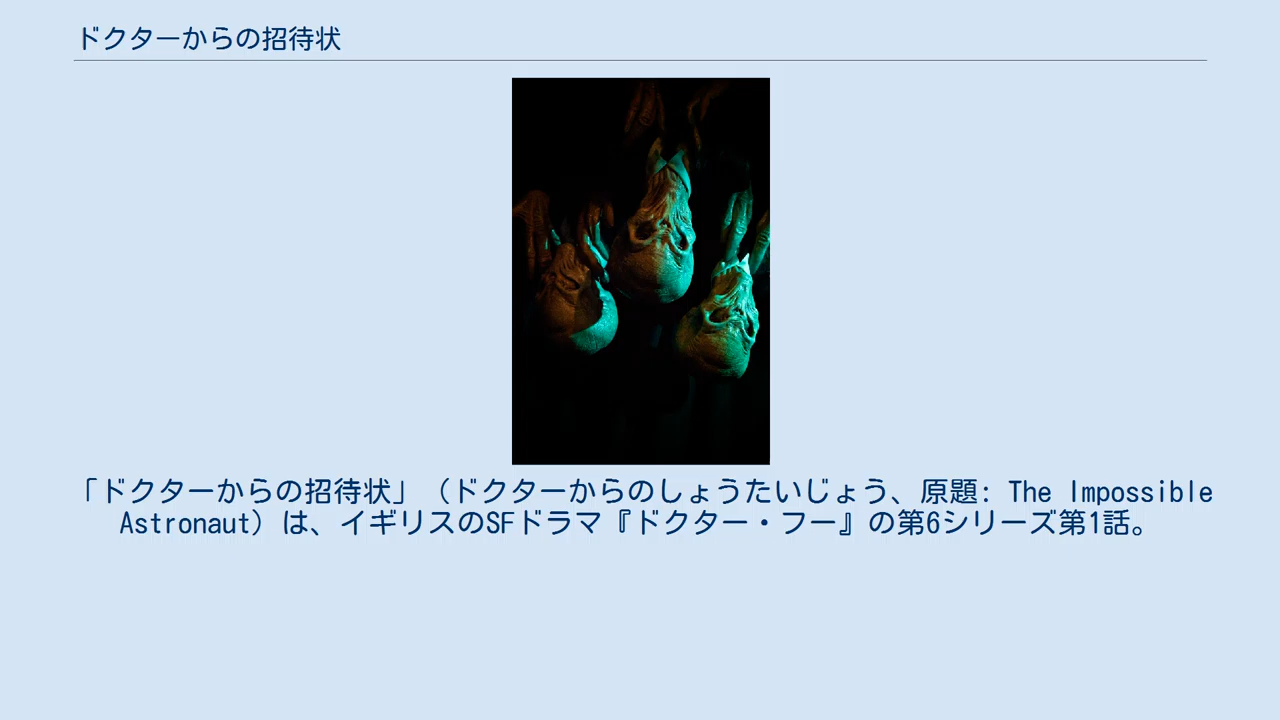 ドクターからの招待状
「ドクターからの招待状」（ドクターからのしょうたいじょう、原題: The Impossible
Astronaut）は、イギリスのSFドラマ『ドクター・フー』の第6シリーズ第1話。